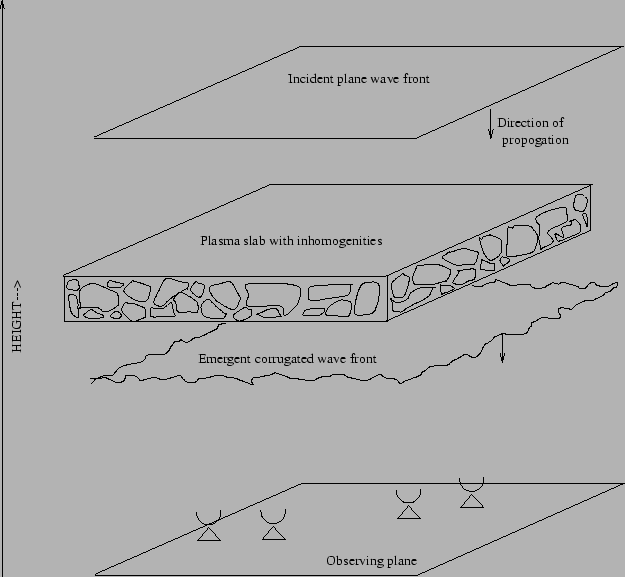 Incident plane wave front
Direction of
propogation
Plasma slab with inhomogenities
HEIGHT--->
Emergent corrugated wave front
Observing plane